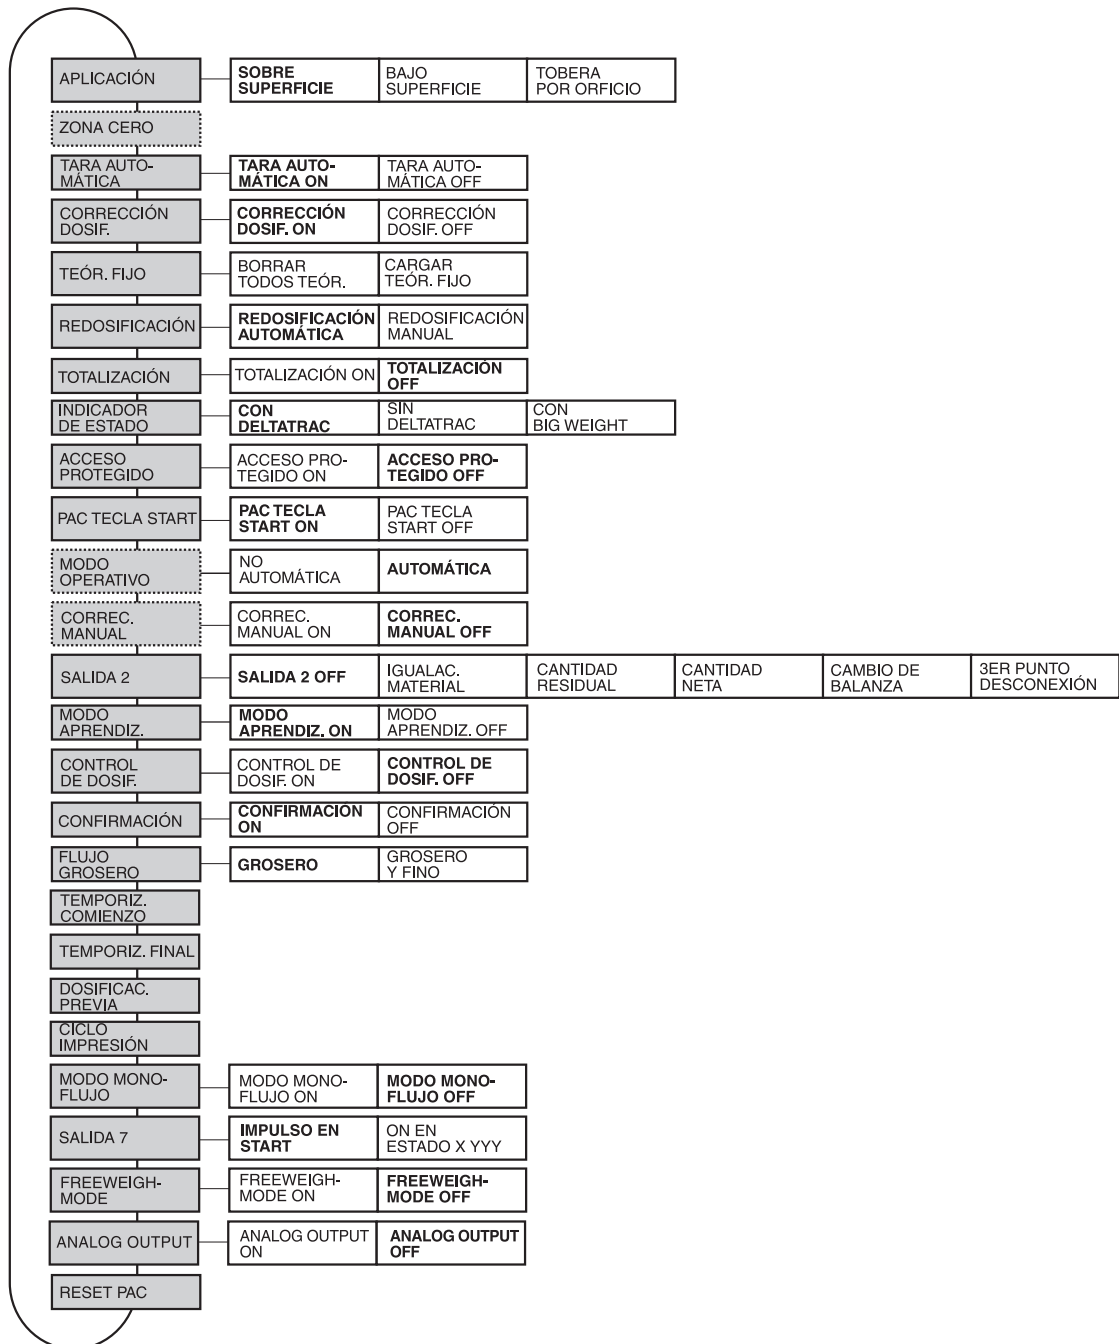 APLICACIÓN
SOBRE
SUPERFICIE
BAJO
SUPERFICIE
TOBERA
POR ORFICIO
ZONA CERO
TARA AUTO-
MÁTICA
TARA AUTO-
MÁTICA ON
TARA AUTO-
MÁTICA OFF
CORRECCIÓN
DOSIF.
CORRECCIÓN
DOSIF. ON
CORRECCIÓN
DOSIF. OFF
TEÓR. FIJO
BORRAR
TODOS TEÓR.
CARGAR
TEÓR. FIJO
REDOSIFICACIÓN
REDOSIFICACIÓN
AUTOMÁTICA
REDOSIFICACIÓN
MANUAL
TOTALIZACIÓN
TOTALIZACIÓN ON
TOTALIZACIÓN
OFF
INDICADOR
DE ESTADO
CON
DELTATRAC
SIN
DELTATRAC
CON
BIG WEIGHT
ACCESO
PROTEGIDO
ACCESO PRO-
TEGIDO ON
ACCESO PRO-
TEGIDO OFF
PAC TECLA START
PAC TECLA
START ON
PAC TECLA
START OFF
MODO
OPERATIVO
NO
AUTOMÁTICA
AUTOMÁTICA
CORREC.
MANUAL
CORREC.
MANUAL ON
CORREC.
MANUAL OFF
SALIDA 2
SALIDA 2 OFF
IGUALAC.
MATERIAL
CANTIDAD
RESIDUAL
CANTIDAD
NETA
CAMBIO DE
BALANZA
3ER PUNTO
DESCONEXIÓN
MODO
APRENDIZ.
MODO
APRENDIZ. ON
MODO
APRENDIZ. OFF
CONTROL
DE DOSIF.
CONTROL DE
DOSIF. ON
CONTROL DE
DOSIF. OFF
CONFIRMACIÓN
CONFIRMACIÓN
ON
CONFIRMACIÓN
OFF
FLUJO
GROSERO
GROSERO
GROSERO
Y FINO
TEMPORIZ.
COMIENZO
TEMPORIZ. FINAL
DOSIFICAC.
PREVIA
CICLO
IMPRESIÓN
MODO MONO-
FLUJO
MODO MONO-
FLUJO ON
MODO MONO-
FLUJO OFF
SALIDA 7
IMPULSO EN
START
ON EN
ESTADO X YYY
FREEWEIGH-
MODE
FREEWEIGH-
MODE ON
FREEWEIGH-
MODE OFF
ANALOG OUTPUT
ANALOG OUTPUT
ON
ANALOG OUTPUT
OFF
RESET PAC